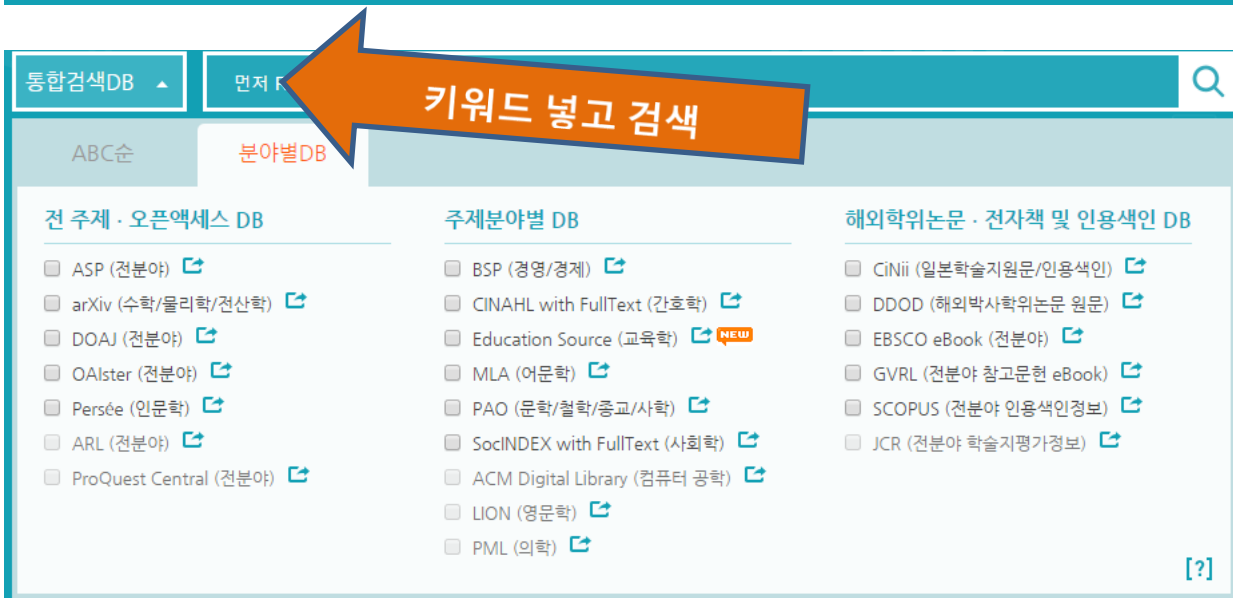 통합검색DB
먼저
키워드 넣고 검색
ABC순
분야별DB
전 주제 · 오픈액세스 DB
ASP (전분야)
arXiv (수학/물리학/전산학)
DOAJ (전분야)
OAIster (전분야)
Persée (인문학)
ARL (전분야)
ProQuest Central (전분야)
주제분야별 DB
BSP (경영/경제)
CINAHL with FullText (간호학)
Education Source (교육학) NEW
MLA (어문학)
PAO (문학/철학/종교/사학)
SocINDEX with FullText (사회학)
ACM Digital Library (컴퓨터 공학)
LION (영문학)
PML (의학)
해외학위논문 · 전자책 및 인용색인 DB
CiNii (일본학술지원문/인용색인)
DDOD (해외박사학위논문 원문)
EBSCO eBook (전분야)
GVRL (전분야 참고문헌 eBook)
SCOPUS (전분야 인용색인정보)
JCR (전분야 학술지평가정보)
[?]